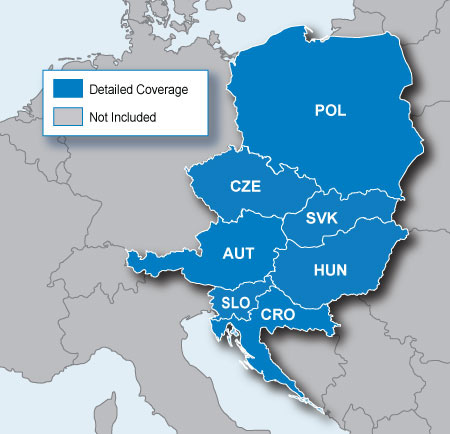 Detailed Coverage
Not Included
POL
CZE
SVK
AUT
HUN
SLO
CRO